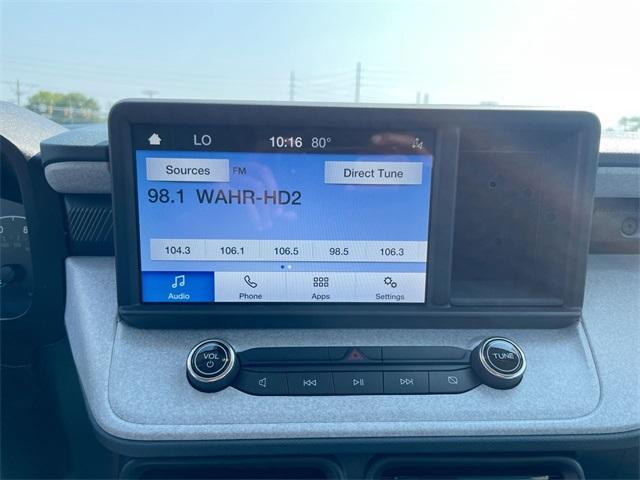 LO 10:16 80°
Sources FM Direct Tune
98.1 WAHR-HD2
104.3 106.1 106.5 98.5 106.3
Audio Phone Apps Settings
VOL TUNE
6